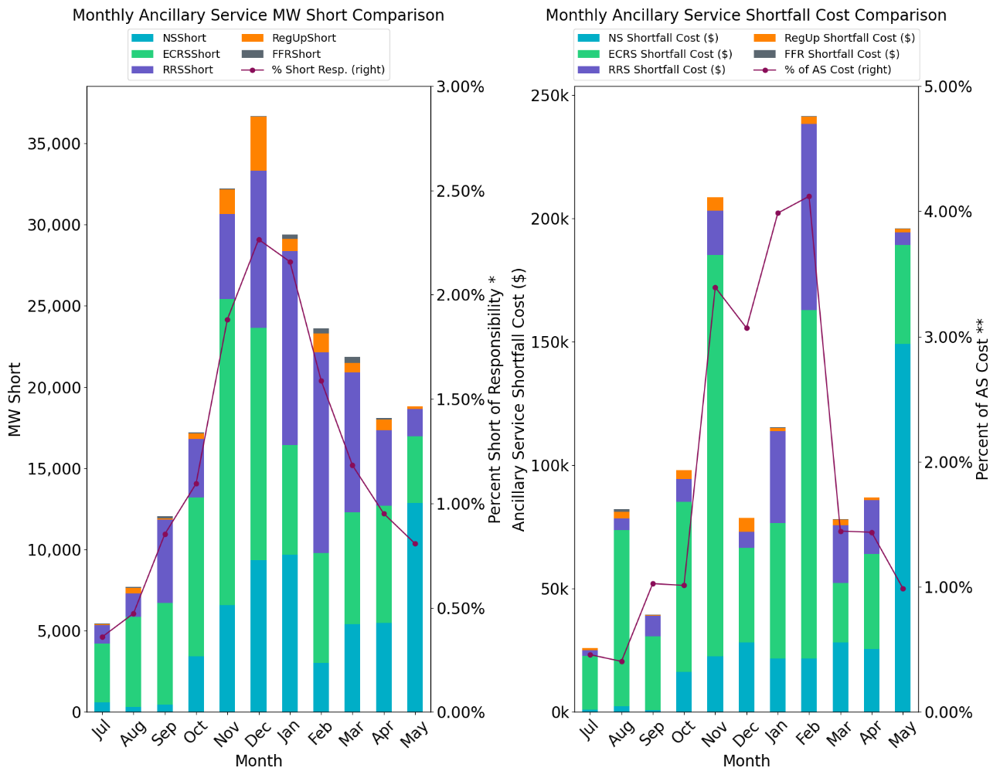 Monthly Ancillary Service MW Short Comparison
NSShort
ECRSShort
RRSShort
RegUpShort
FFRShort
% Short Resp. (right)
MW Short
35,000
30,000
25,000
20,000
15,000
10,000
5,000
0
3.00%
2.50%
2.00%
1.50%
1.00%
0.50%
0.00%
Percent Short of Responsibility *
Jul
Aug
Sep
Oct
Nov
Dec
Jan
Feb
Mar
Apr
May
Month
Monthly Ancillary Service Shortfall Cost Comparison
NS Shortfall Cost ($)
ECRS Shortfall Cost ($)
RRS Shortfall Cost ($)
RegUp Shortfall Cost ($)
FFR Shortfall Cost ($)
% of AS Cost (right)
Ancillary Service Shortfall Cost ($)
250k
200k
150k
100k
50k
0k
5.00%
4.00%
3.00%
2.00%
1.00%
0.00%
Percent of AS Cost **
Jul
Aug
Sep
Oct
Nov
Dec
Jan
Feb
Mar
Apr
May
Month